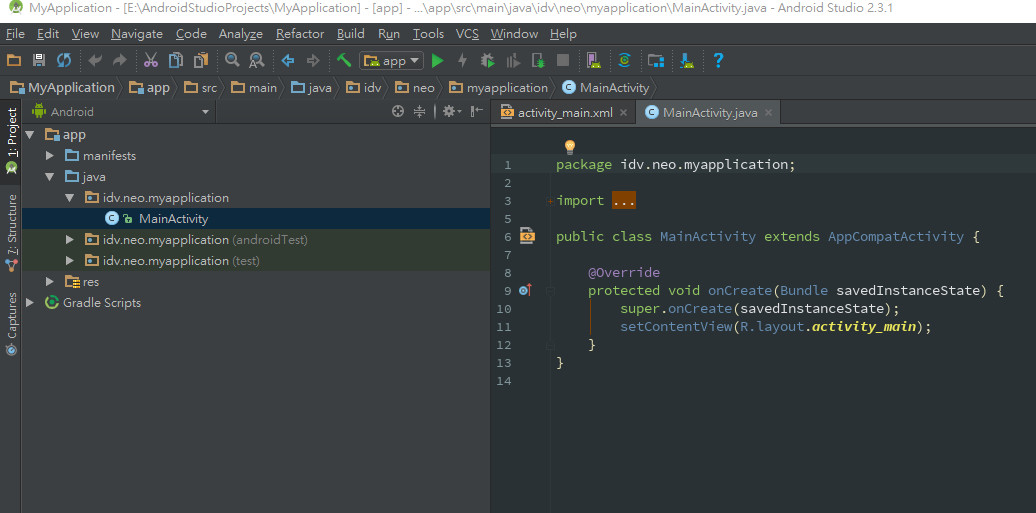 MyApplication - [E:\AndroidStudioProjects\MyApplication] - [app] - ...\app\src\main\java\idv\neo\myapplication\MainActivity.java - Android Studio 2.3.1
File Edit View Navigate Code Analyze Refactor Build Run Tools VCS Window Help
app
MyApplication app src main java idv neo myapplication MainActivity
1: Project
Z: Structure
Captures
Android
app
manifests
java
idv.neo.myapplication
MainActivity
idv.neo.myapplication (androidTest)
idv.neo.myapplication (test)
res
Gradle Scripts
activity_main.xml MainActivity.java
1 package idv.neo.myapplication;
2
3 import ...
5
6 public class MainActivity extends AppCompatActivity {
7
8 @Override
9 protected void onCreate(Bundle savedInstanceState) {
10 super.onCreate(savedInstanceState);
11 setContentView(R.layout.activity_main);
12 }
13 }
14